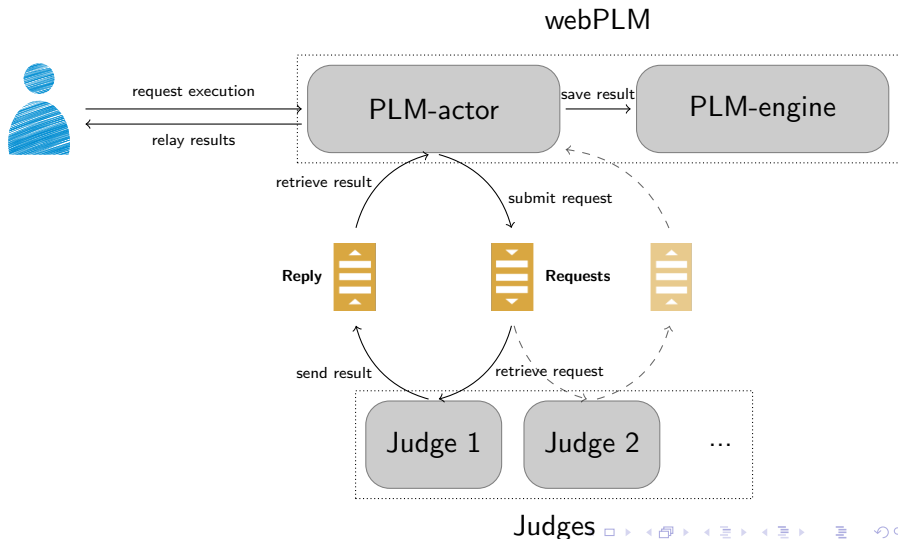 webPLM
PLM-actor
PLM-engine
request execution
save result
relay results
retrieve result
submit request
Reply
Requests
send result
retrieve request
Judge 1
Judge 2
...
Judges